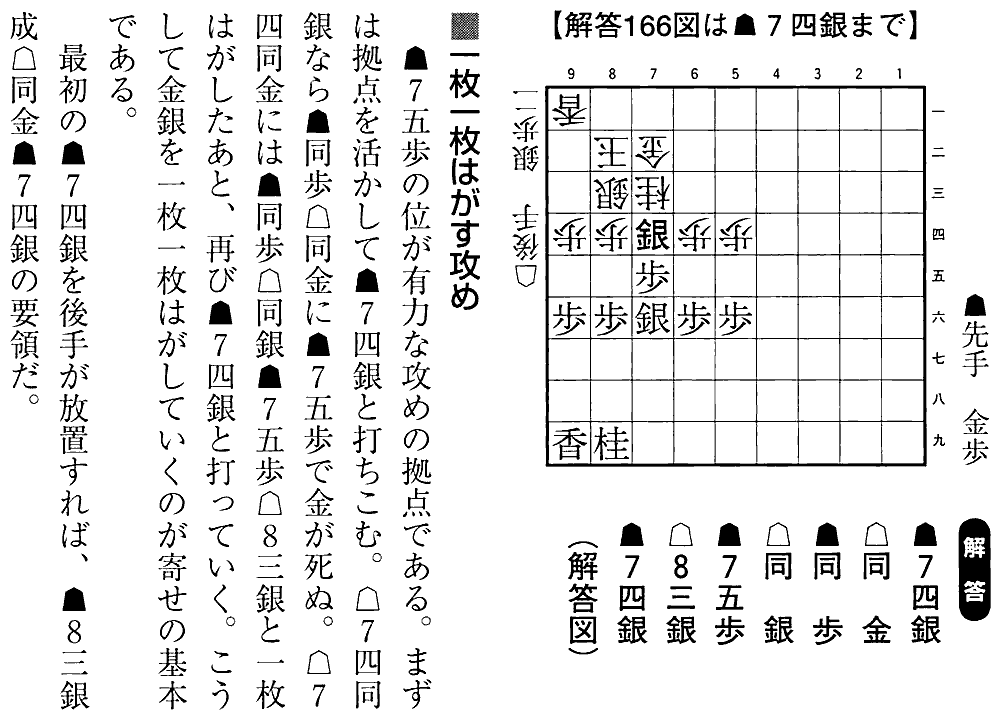 【解答166図は☗７四銀まで】
9 8 7 6 5 4 3 2 1
香 一
王 金 二
銀 桂 三
歩 歩 銀 歩 歩 四
歩 五
歩 歩 銀 歩 歩 六
七
八
香 桂 九
☗先手 金歩
☖後手 銀歩二
解答
☗７四銀
☖同 金
☗同 歩
☖同 銀
☗７五歩
☖８三銀
☗７四銀
（解答図）
■一枚一枚はがす攻め
☗７五歩の位が有力な攻めの拠点である。まず
は拠点を活かして☗７四銀と打ちこむ。☖７四同
銀なら☗同歩☖同金に☗７五歩で金が死ぬ。☖７
四同金には☗同歩☖同銀☗７五歩☖８三銀と一枚
はがしたあと、再び☗７四銀と打っていく。こう
して金銀を一枚一枚はがしていくのが寄せの基本
である。
最初の☗７四銀を後手が放置すれば、☗８三銀
成☖同金☗７四銀の要領だ。